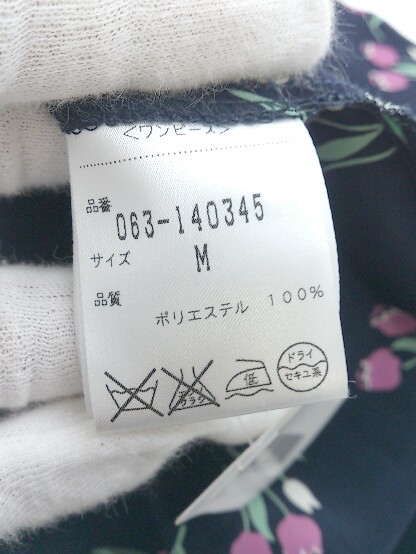 <ワンピース>
品番
063-140345
サイズ M
品質
ポリエステル 100%
低
ドライ
セキユ系